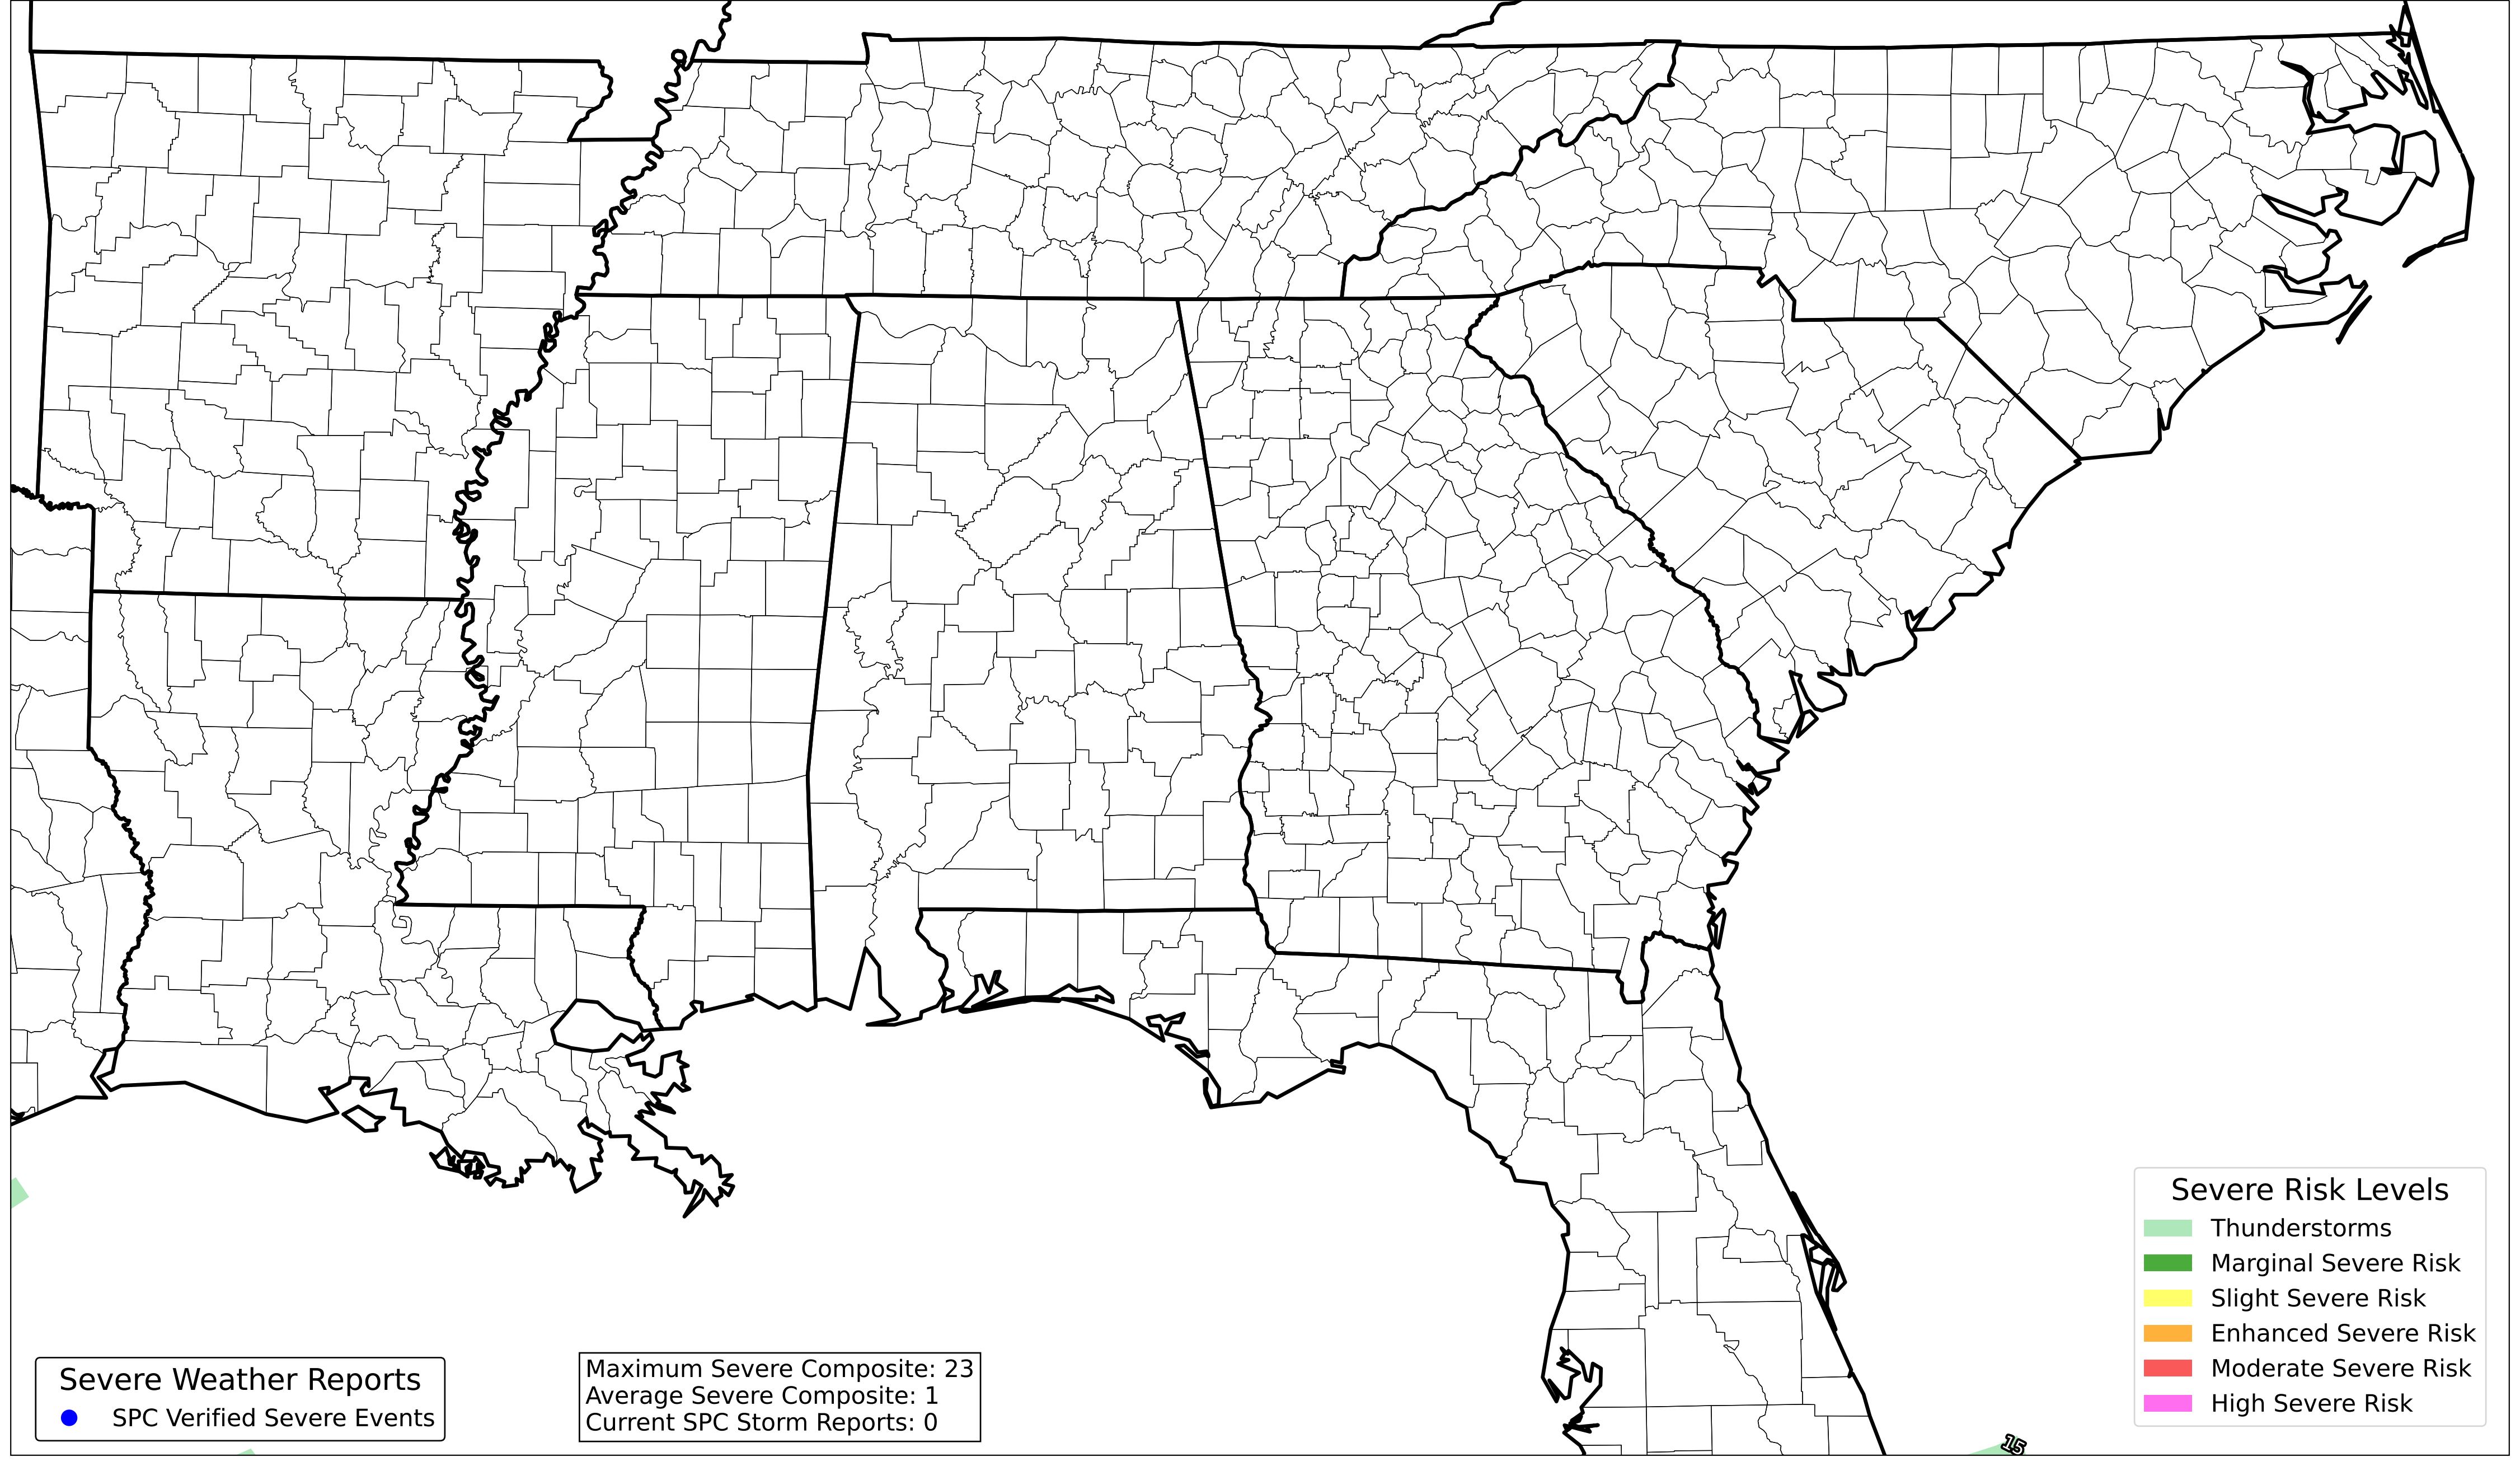 Severe Risk Levels
Thunderstorms
Marginal Severe Risk
Slight Severe Risk
Enhanced Severe Risk
Moderate Severe Risk
High Severe Risk
Severe Weather Reports
SPC Verified Severe Events
Maximum Severe Composite: 23
Average Severe Composite: 1
Current SPC Storm Reports: 0
15